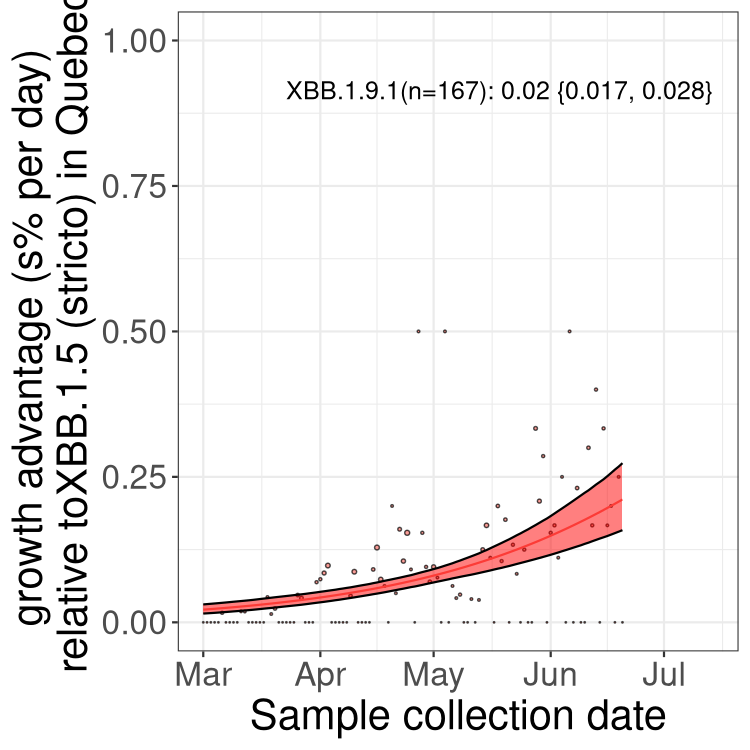 growth advantage (s% per day)
relative toXBB.1.5 (stricto) in Quebec
1.00
0.75
0.50
0.25
0.00
XBB.1.9.1(n=167): 0.02 {0.017, 0.028}
Mar
Apr
May
Jun
Jul
Sample collection date